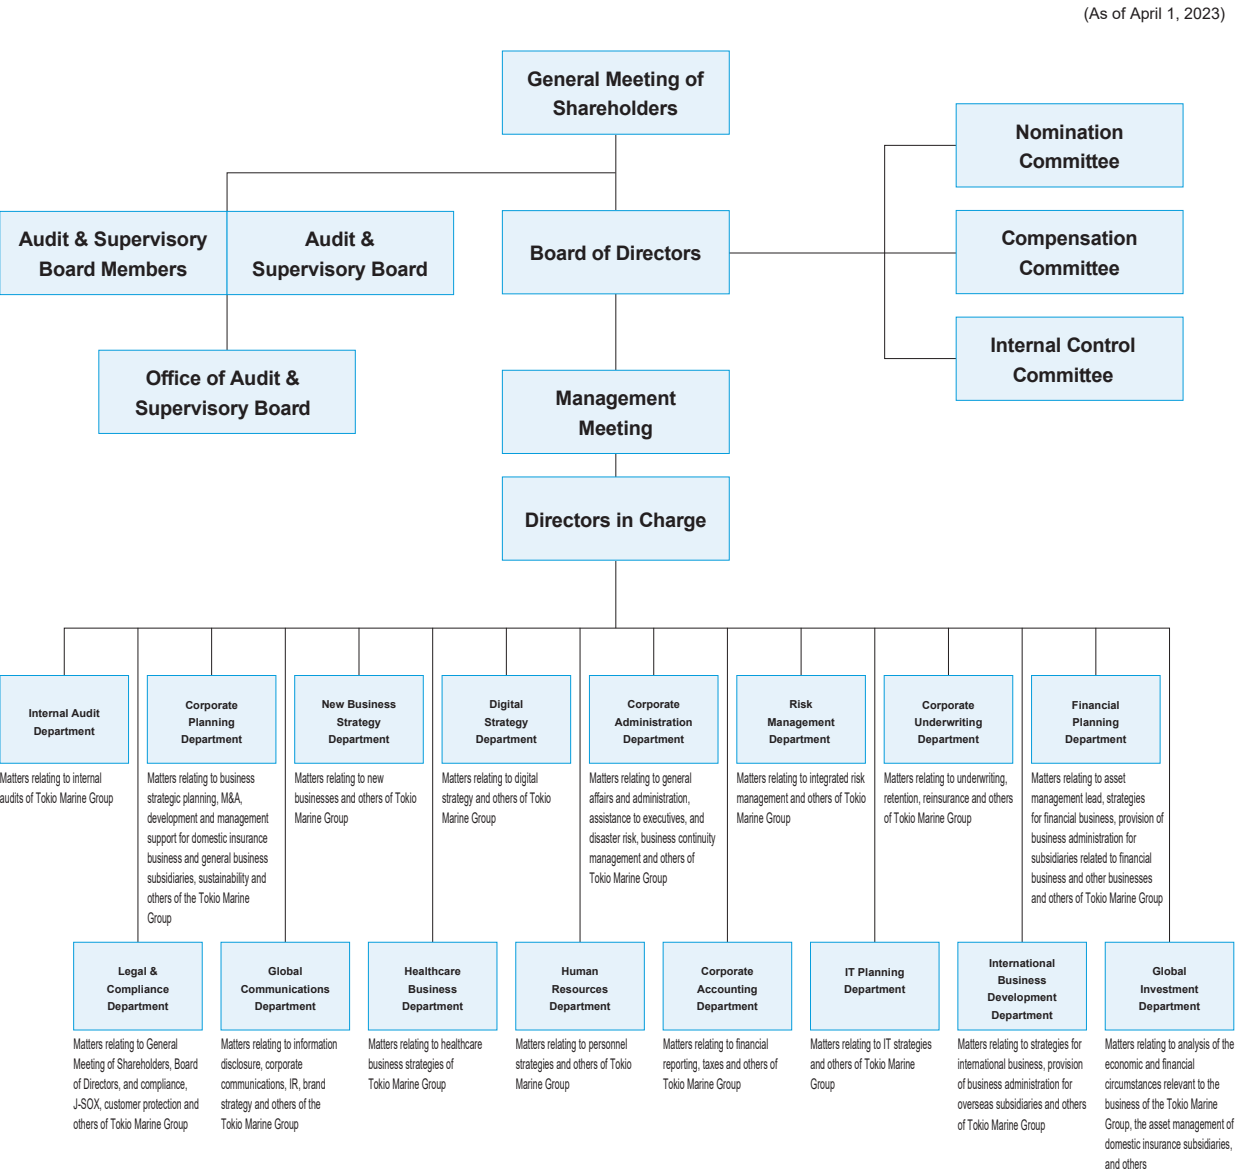 (As of April 1, 2023)
General Meeting of
Shareholders
Nomination
Committee
Audit & Supervisory
Board Members
Audit &
Supervisory Board
Board of Directors
Compensation
Committee
Internal Control
Committee
Office of Audit &
Supervisory Board
Management
Meeting
Directors in Charge
Internal Audit
Department
Matters relating to internal
audits of Tokio Marine Group
Corporate
Planning
Department
Matters relating to business
strategic planning, M&A,
development and management
support for domestic insurance
business and general business
subsidiaries, sustainability and
others of the Tokio Marine
Group
New Business
Strategy
Department
Matters relating to new
businesses and others of Tokio
Marine Group
Digital
Strategy
Department
Matters relating to digital
strategy and others of Tokio
Marine Group
Corporate
Administration
Department
Matters relating to general
affairs and administration,
assistance to executives, and
disaster risk, business continuity
management and others of
Tokio Marine Group
Risk
Management
Department
Matters relating to integrated risk
management and others of Tokio
Marine Group
Corporate
Underwriting
Department
Matters relating to underwriting,
retention, reinsurance and others
of Tokio Marine Group
Financial
Planning
Department
Matters relating to asset
management lead, strategies
for financial business, provision of
business administration for
subsidiaries related to financial
business and other businesses
and others of Tokio Marine Group
Legal &
Compliance
Department
Matters relating to General
Meeting of Shareholders, Board
of Directors, and compliance,
J-SOX, customer protection and
others of Tokio Marine Group
Global
Communications
Department
Matters relating to information
disclosure, corporate
communications, IR, brand
strategy and others of the
Tokio Marine Group
Healthcare
Business
Department
Matters relating to healthcare
business strategies of
Tokio Marine Group
Human
Resources
Department
Matters relating to personnel
strategies and others of Tokio
Marine Group
Corporate
Accounting
Department
Matters relating to financial
reporting, taxes and others of
Tokio Marine Group
IT Planning
Department
Matters relating to IT strategies
and others of Tokio Marine
Group
International
Business
Development
Department
Matters relating to strategies for
international business, provision
of business administration for
overseas subsidiaries and others
of Tokio Marine Group
Global
Investment
Department
Matters relating to analysis of the
economic and financial
circumstances relevant to the
business of the Tokio Marine
Group, the asset management of
domestic insurance subsidiaries,
and others